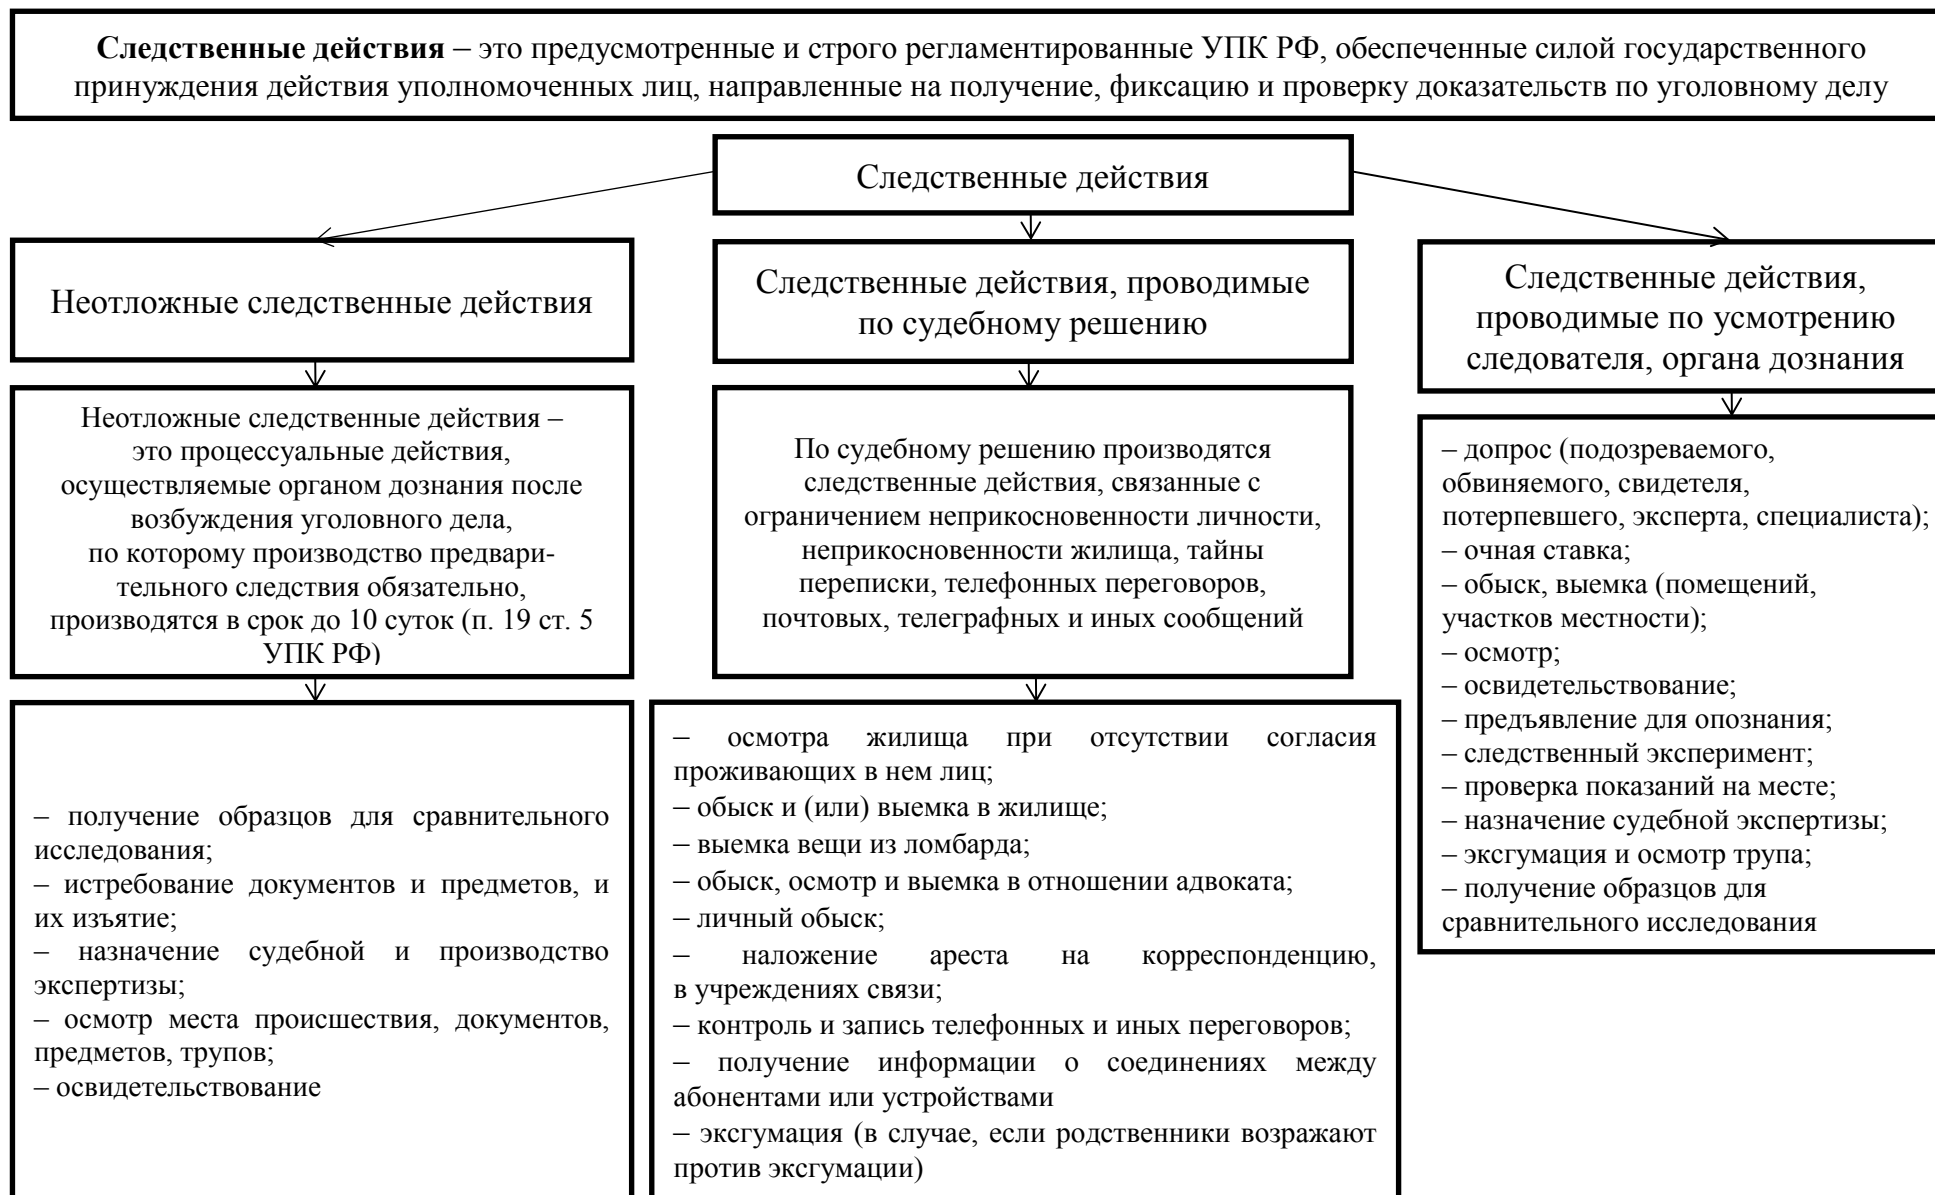 Следственные действия – это предусмотренные и строго регламентированные УПК РФ, обеспеченные силой государственного
принуждения действия уполномоченных лиц, направленные на получение, фиксацию и проверку доказательств по уголовному делу
Следственные действия
Неотложные следственные действия
Неотложные следственные действия –
это процессуальные действия,
осуществляемые органом дознания после
возбуждения уголовного дела,
по которому производство предвари-
тельного следствия обязательно,
производятся в срок до 10 суток (п. 19 ст. 5
УПК РФ)
– получение образцов для сравнительного
исследования;
– истребование документов и предметов, и
их изъятие;
– назначение судебной и производство
экспертизы;
– осмотр места происшествия, документов,
предметов, трупов;
– освидетельствование
Следственные действия, проводимые
по судебному решению
По судебному решению производятся
следственные действия, связанные с
ограничением неприкосновенности личности,
неприкосновенности жилища, тайны
переписки, телефонных переговоров,
почтовых, телеграфных и иных сообщений
– осмотра жилища при отсутствии согласия
проживающих в нем лиц;
– обыск и (или) выемка в жилище;
– выемка вещи из ломбарда;
– обыск, осмотр и выемка в отношении адвоката;
– личный обыск;
– наложение ареста на корреспонденцию,
в учреждениях связи;
– контроль и запись телефонных и иных переговоров;
– получение информации о соединениях между
абонентами или устройствами
– эксгумация (в случае, если родственники возражают
против эксгумации)
Следственные действия,
проводимые по усмотрению
следователя, органа дознания
– допрос (подозреваемого,
обвиняемого, свидетеля,
потерпевшего, эксперта, специалиста);
– очная ставка;
– обыск, выемка (помещений,
участков местности);
– осмотр;
– освидетельствование;
– предъявление для опознания;
– следственный эксперимент;
– проверка показаний на месте;
– назначение судебной экспертизы;
– эксгумация и осмотр трупа;
– получение образцов для
сравнительного исследования